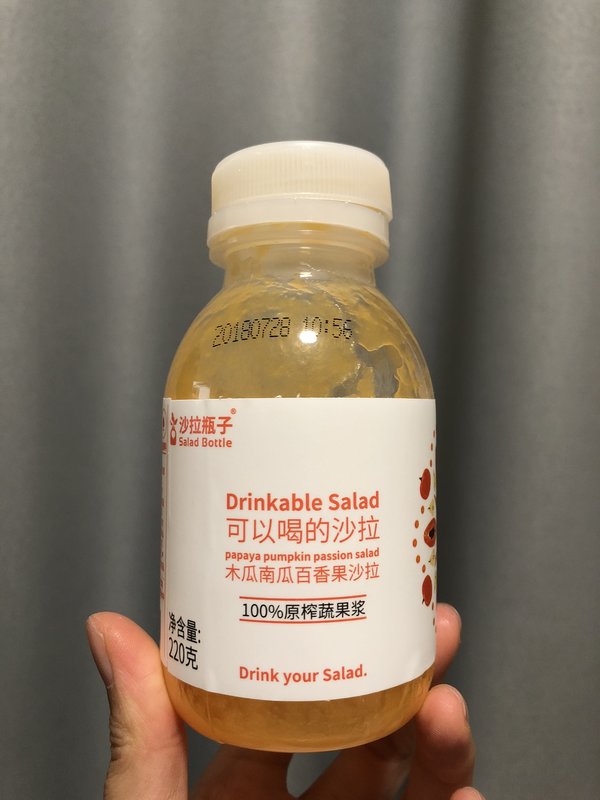 20180728 10:56
沙拉瓶子®
Salad Bottle
Drinkable Salad
可以喝的沙拉
papaya pumpkin passion salad
木瓜南瓜百香果沙拉
100%原榨蔬果浆
净含量:
220克
Drink your Salad.